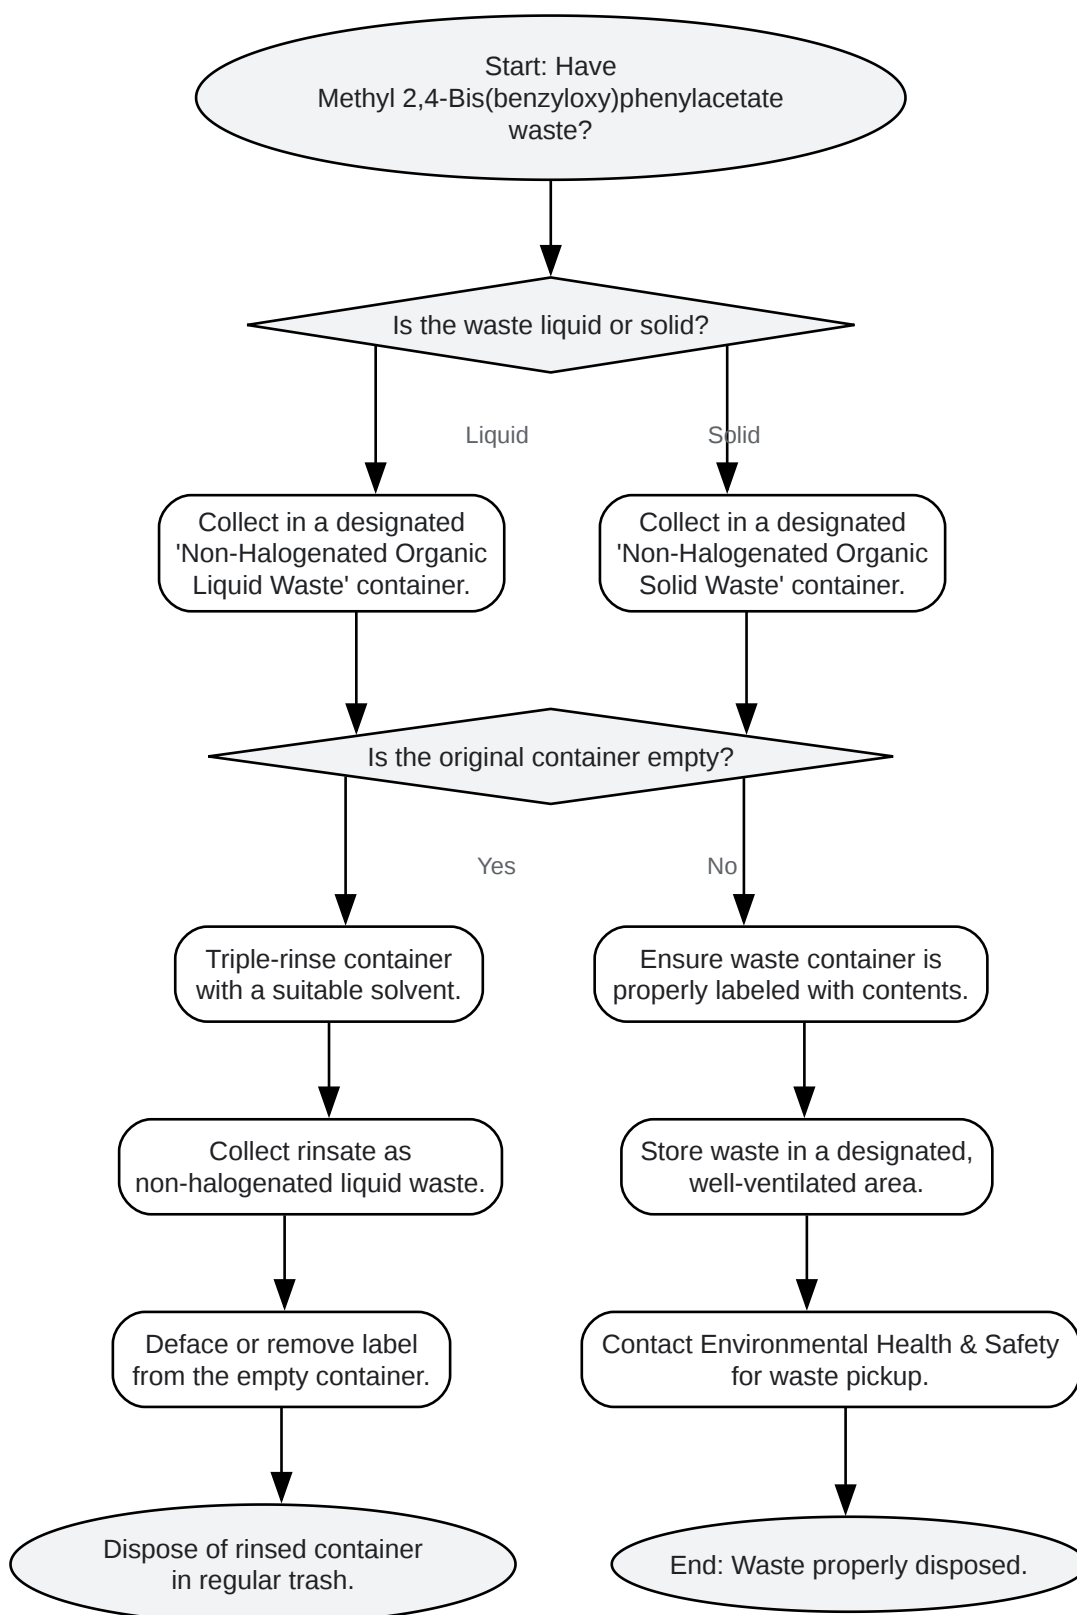 Start: Have
Methyl 2,4-Bis(benzyloxy)phenylacetate
waste?
Is the waste liquid or solid?
Liquid
Solid
Collect in a designated
'Non-Halogenated Organic
Liquid Waste' container.
Collect in a designated
'Non-Halogenated Organic
Solid Waste' container.
Is the original container empty?
Yes
No
Triple-rinse container
with a suitable solvent.
Ensure waste container is
properly labeled with contents.
Collect rinsate as
non-halogenated liquid waste.
Store waste in a designated,
well-ventilated area.
Deface or remove label
from the empty container.
Contact Environmental Health & Safety
for waste pickup.
Dispose of rinsed container
in regular trash.
End: Waste properly disposed.